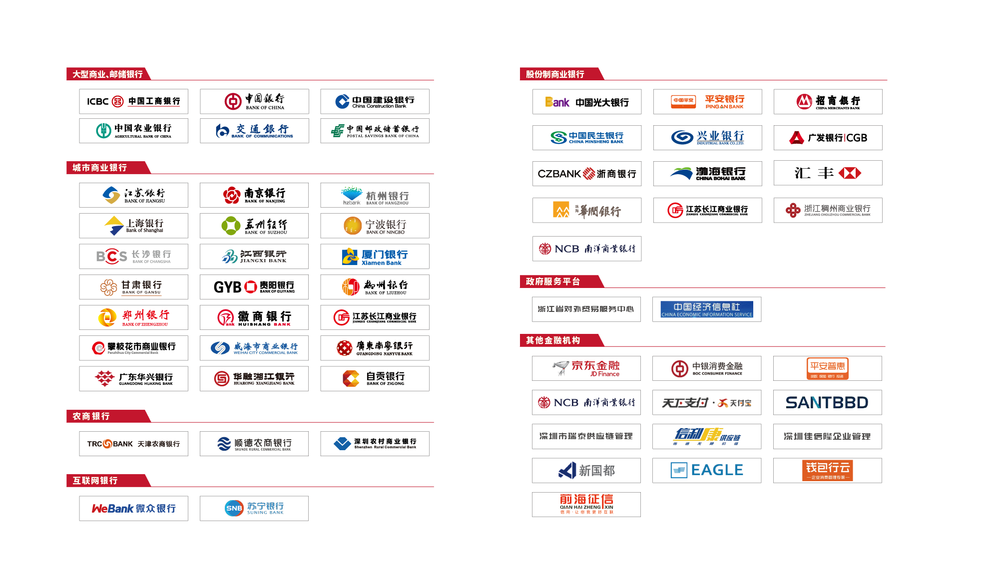 大型商业、邮储银行
ICBC 中国工商银行
中国银行
BANK OF CHINA
中国建设银行
China Construction Bank
中国农业银行
AGRICULTURAL BANK OF CHINA
交通銀行
BANK OF COMMUNICATIONS
中国邮政储蓄银行
POSTAL SAVINGS BANK OF CHINA
城市商业银行
江苏银行
BANK OF JIANGSU
南京银行
BANK OF NANJING
hzbank
杭州银行
BANK OF HANGZHOU
上海银行
Bank of Shanghai
苏州银行
BANK OF SUZHOU
宁波银行
BANK OF NINGBO
BCS 长沙银行
BANK OF CHANGSHA
江西银行
JIANGXI BANK
厦门银行
Xiamen Bank
甘肃银行
BANK OF GANSU
GYB 贵阳银行
BANK OF GUIYANG
柳州银行
BANK OF LIUZHOU
郑州银行
BANK OF ZHENGZHOU
ank
徽商银行
HUISHANG BANK
江苏长江商业银行
JIANGSU CHANGJIANG COMMERCIAL BANK
攀枝花市商业银行
Panzhihua City Commercial Bank
威海市商业银行
WEIHAI CITY COMMERCIAL BANK
廣東南粤銀行
GUANGDONG NANYUE BANK
广东华兴银行
GUANGDONG HUAXING BANK
华融湘江银行
HUARONG XIANGJIANG BANK
自贡银行
BANK OF ZIGONG
农商银行
TRC BANK 天津农商银行
顺德农商银行
SHUNDE RURAL COMMERCIAL BANK
深圳农村商业银行
Shenzhen Rural Commercial Bank
互联网银行
WeBank 微众银行
SNB 苏宁银行
SUNING BANK
股份制商业银行
Bank 中国光大银行
中国平安 平安银行
PING AN BANK
招商银行
CHINA MERCHANTS BANK
中国民生银行
CHINA MINSHENG BANK
兴业银行
INDUSTRIAL BANK CO.,LTD.
广发银行|CGB
CZBANK 浙商银行
渤海银行
CHINA BOHAI BANK
汇丰
珠海 華潤銀行
江苏长江商业银行
JIANGSU CHANGJIANG COMMERCIAL BANK
浙江稠州商业银行
ZHEJIANG CHOUZHOU COMMERCIAL BANK
NCB 南洋商業银行
政府服务平台
浙江省对外贸易服务中心
中国经济信息社
CHINA ECONOMIC INFORMATION SERVICE
其他金融机构
京东金融
JD Finance
中银消费金融
BOC CONSUMER FINANCE
平安普惠
贷款 保险 银行 投资
NCB 南洋商業银行
天下支付·天付宝
SANTBBD
深圳市瑞泰供应链管理
信利康供应链
信通无限价值
深圳佳信隆企业管理
新国都
EAGLE
钱包行云
—企业消费管理专家—
前海征信
QIAN HAI ZHENG XIN
信用·让你我更好互联